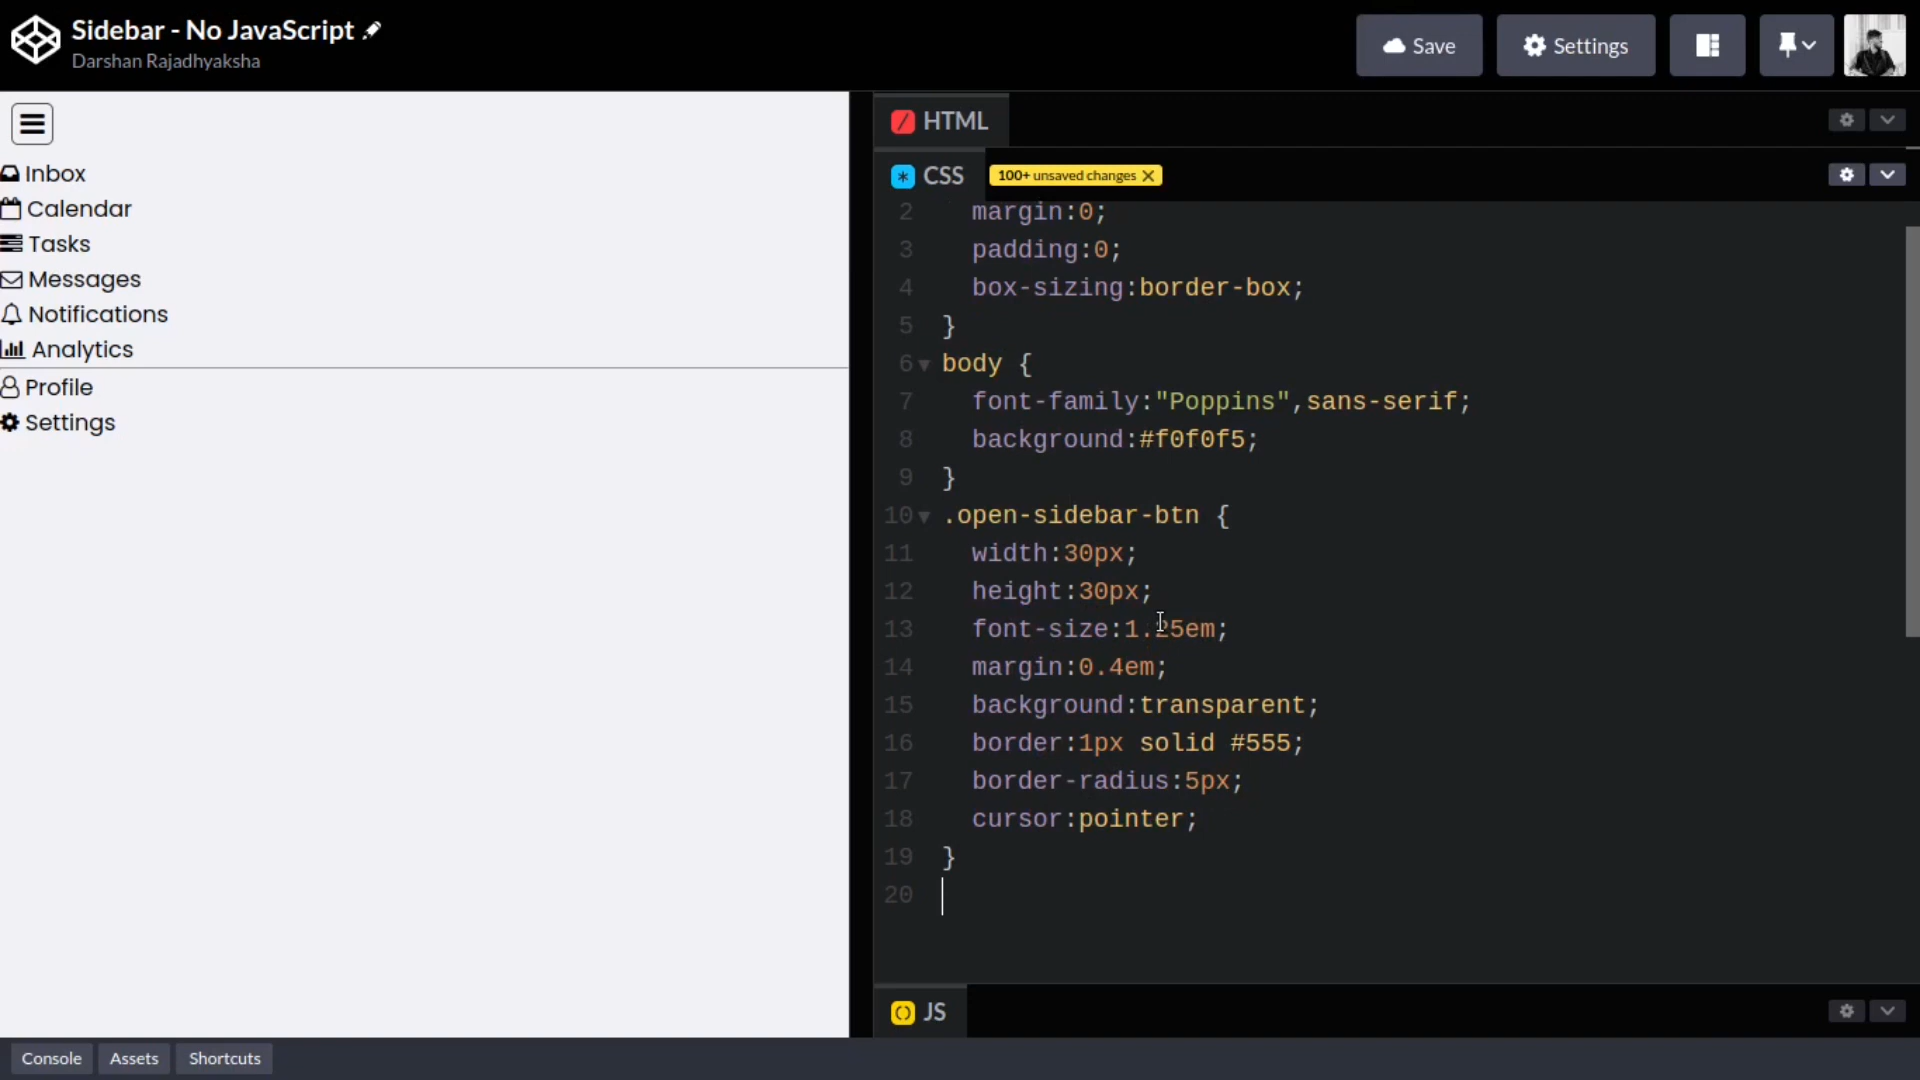 Sidebar - No JavaScript
Darshan Rajadhyaksha
Save
Settings
Inbox
Calendar
Tasks
Messages
Notifications
Analytics
Profile
Settings
HTML
CSS
100+ unsaved changes
2 margin:0;
3 padding:0;
4 box-sizing:border-box;
5 }
6 body {
7 font-family:"Poppins",sans-serif;
8 background:#f0f0f5;
9 }
10 .open-sidebar-btn {
11 width:30px;
12 height:30px;
13 font-size:1.25em;
14 margin:0.4em;
15 background:transparent;
16 border:1px solid #555;
17 border-radius:5px;
18 cursor:pointer;
19 }
20
JS
Console
Assets
Shortcuts